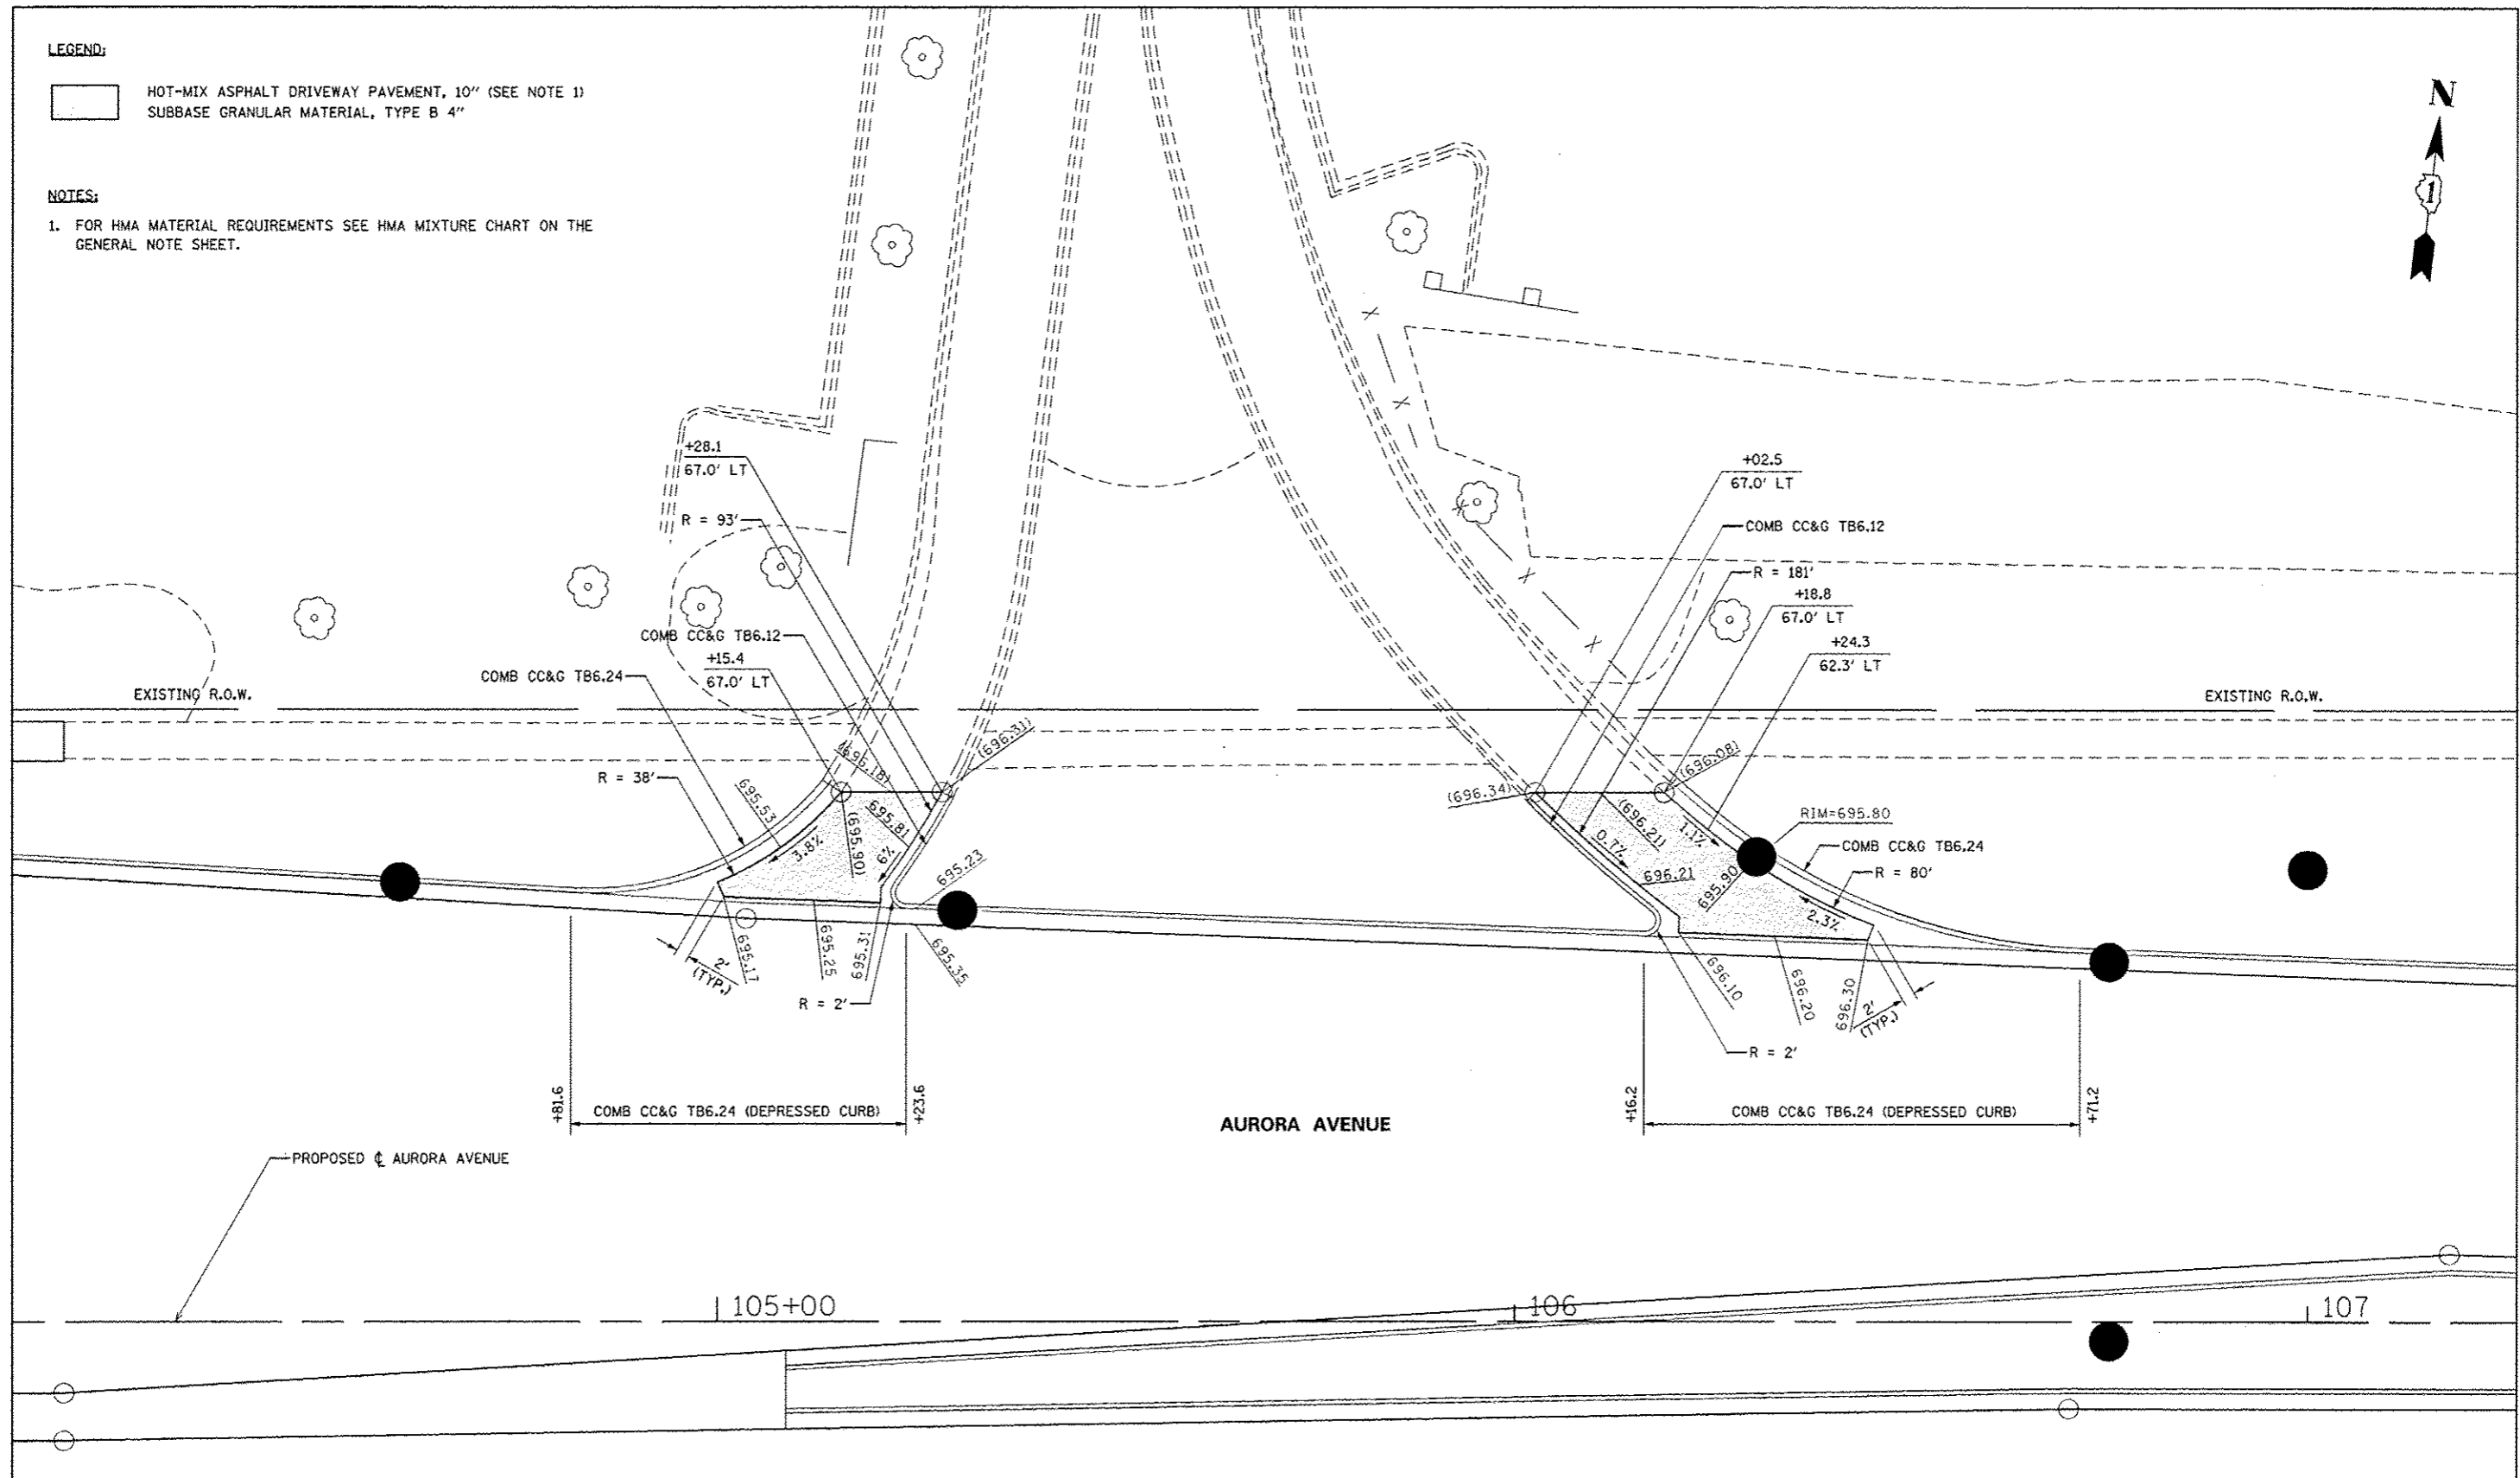 LEGEND:
HOT-MIX ASPHALT DRIVEWAY PAVEMENT, 10" (SEE NOTE 1)
SUBBASE GRANULAR MATERIAL, TYPE B 4"
NOTES:
1. FOR HMA MATERIAL REQUIREMENTS SEE HMA MIXTURE CHART ON THE
GENERAL NOTE SHEET.
N
1
+28.1
67.0' LT
R = 93'
COMB CC&G TB6.12
+15.4
67.0' LT
COMB CC&G TB6.24
EXISTING R.O.W.
R = 38'
695.53
(696.18)
(696.31)
695.81
(695.90)
3.8%
6%
695.23
2'
(TYP.)
695.17
695.25
695.31
695.35
R = 2'
+02.5
67.0' LT
COMB CC&G TB6.12
R = 181'
+18.8
67.0' LT
+24.3
62.3' LT
EXISTING R.O.W.
(696.34)
(696.08)
(696.21)
1.1%
0.7%
RIM=695.80
COMB CC&G TB6.24
R = 80'
696.21
695.90
2.3%
696.10
696.20
696.30
2'
(TYP.)
R = 2'
+81.6
COMB CC&G TB6.24 (DEPRESSED CURB)
+23.6
AURORA AVENUE
+16.2
COMB CC&G TB6.24 (DEPRESSED CURB)
+71.2
PROPOSED ℄ AURORA AVENUE
105+00
106
107